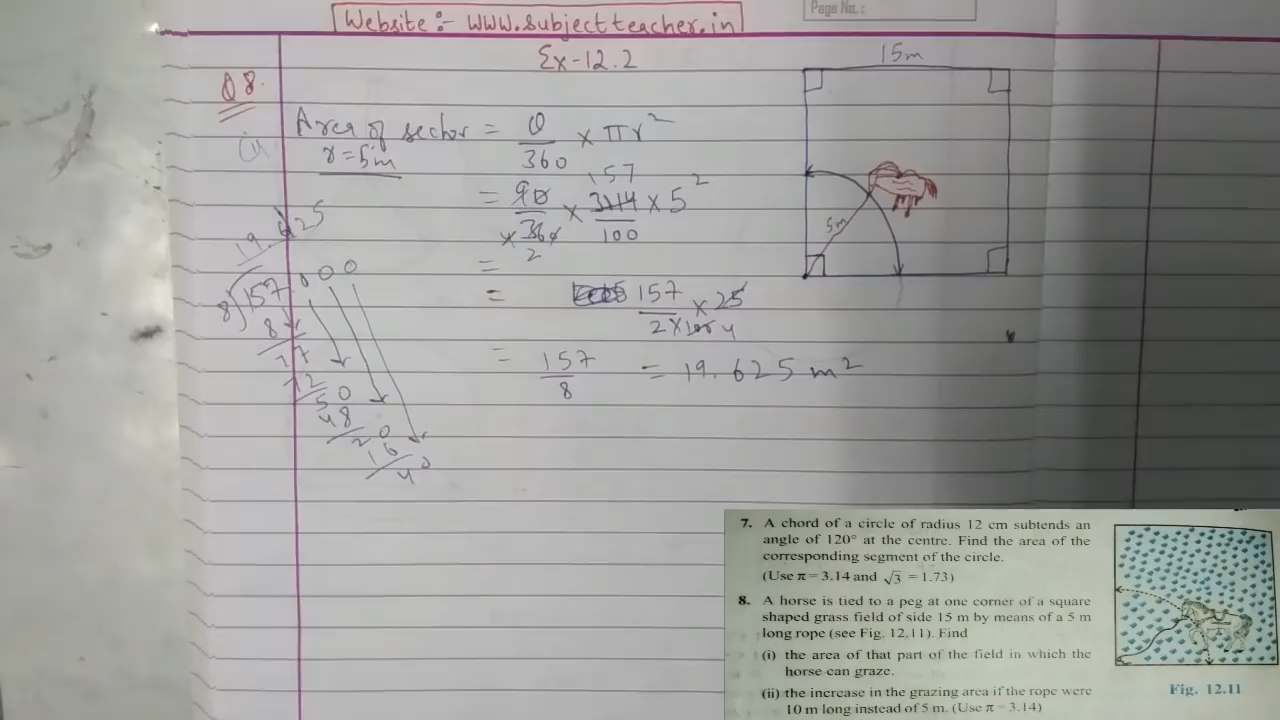 Website :- www.subjectteacher.in
Page No. :
Ex-12.2
15m
Q8.
Area of sector = θ/360 × πr²
r = 5m
157
= 90/360 × 314/100 × 5²
2
=
5m
19.625
8)157.000
8
77
72
50
48
20
16
40
= 157/2×100 4 × 25
= 157/8 = 19.625 m²
7. A chord of a circle of radius 12 cm subtends an
angle of 120° at the centre. Find the area of the
corresponding segment of the circle.
(Use π = 3.14 and √3 = 1.73)
8. A horse is tied to a peg at one corner of a square
shaped grass field of side 15 m by means of a 5 m
long rope (see Fig. 12.11). Find
(i) the area of that part of the field in which the
horse can graze.
(ii) the increase in the grazing area if the rope were
10 m long instead of 5 m. (Use π = 3.14)
Fig. 12.11